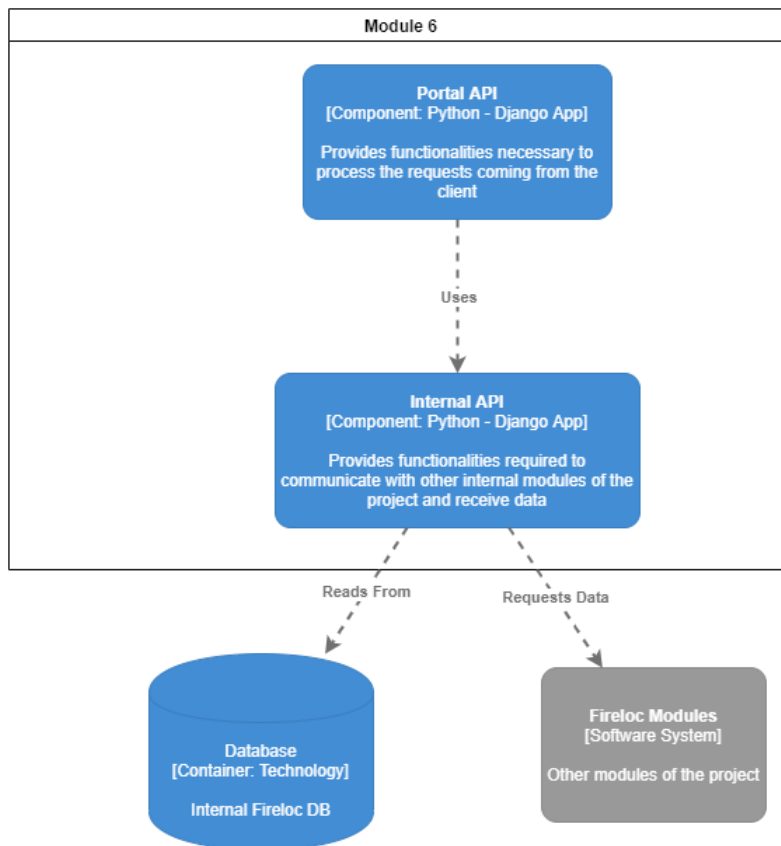 Module 6
Portal API
[Component: Python - Django App]
Provides functionalities necessary to
process the requests coming from the
client
Uses
Internal API
[Component: Python - Django App]
Provides functionalities required to
communicate with other internal modules of the
project and receive data
Reads From
Requests Data
Database
[Container: Technology]
Internal Fireloc DB
Fireloc Modules
[Software System]
Other modules of the project